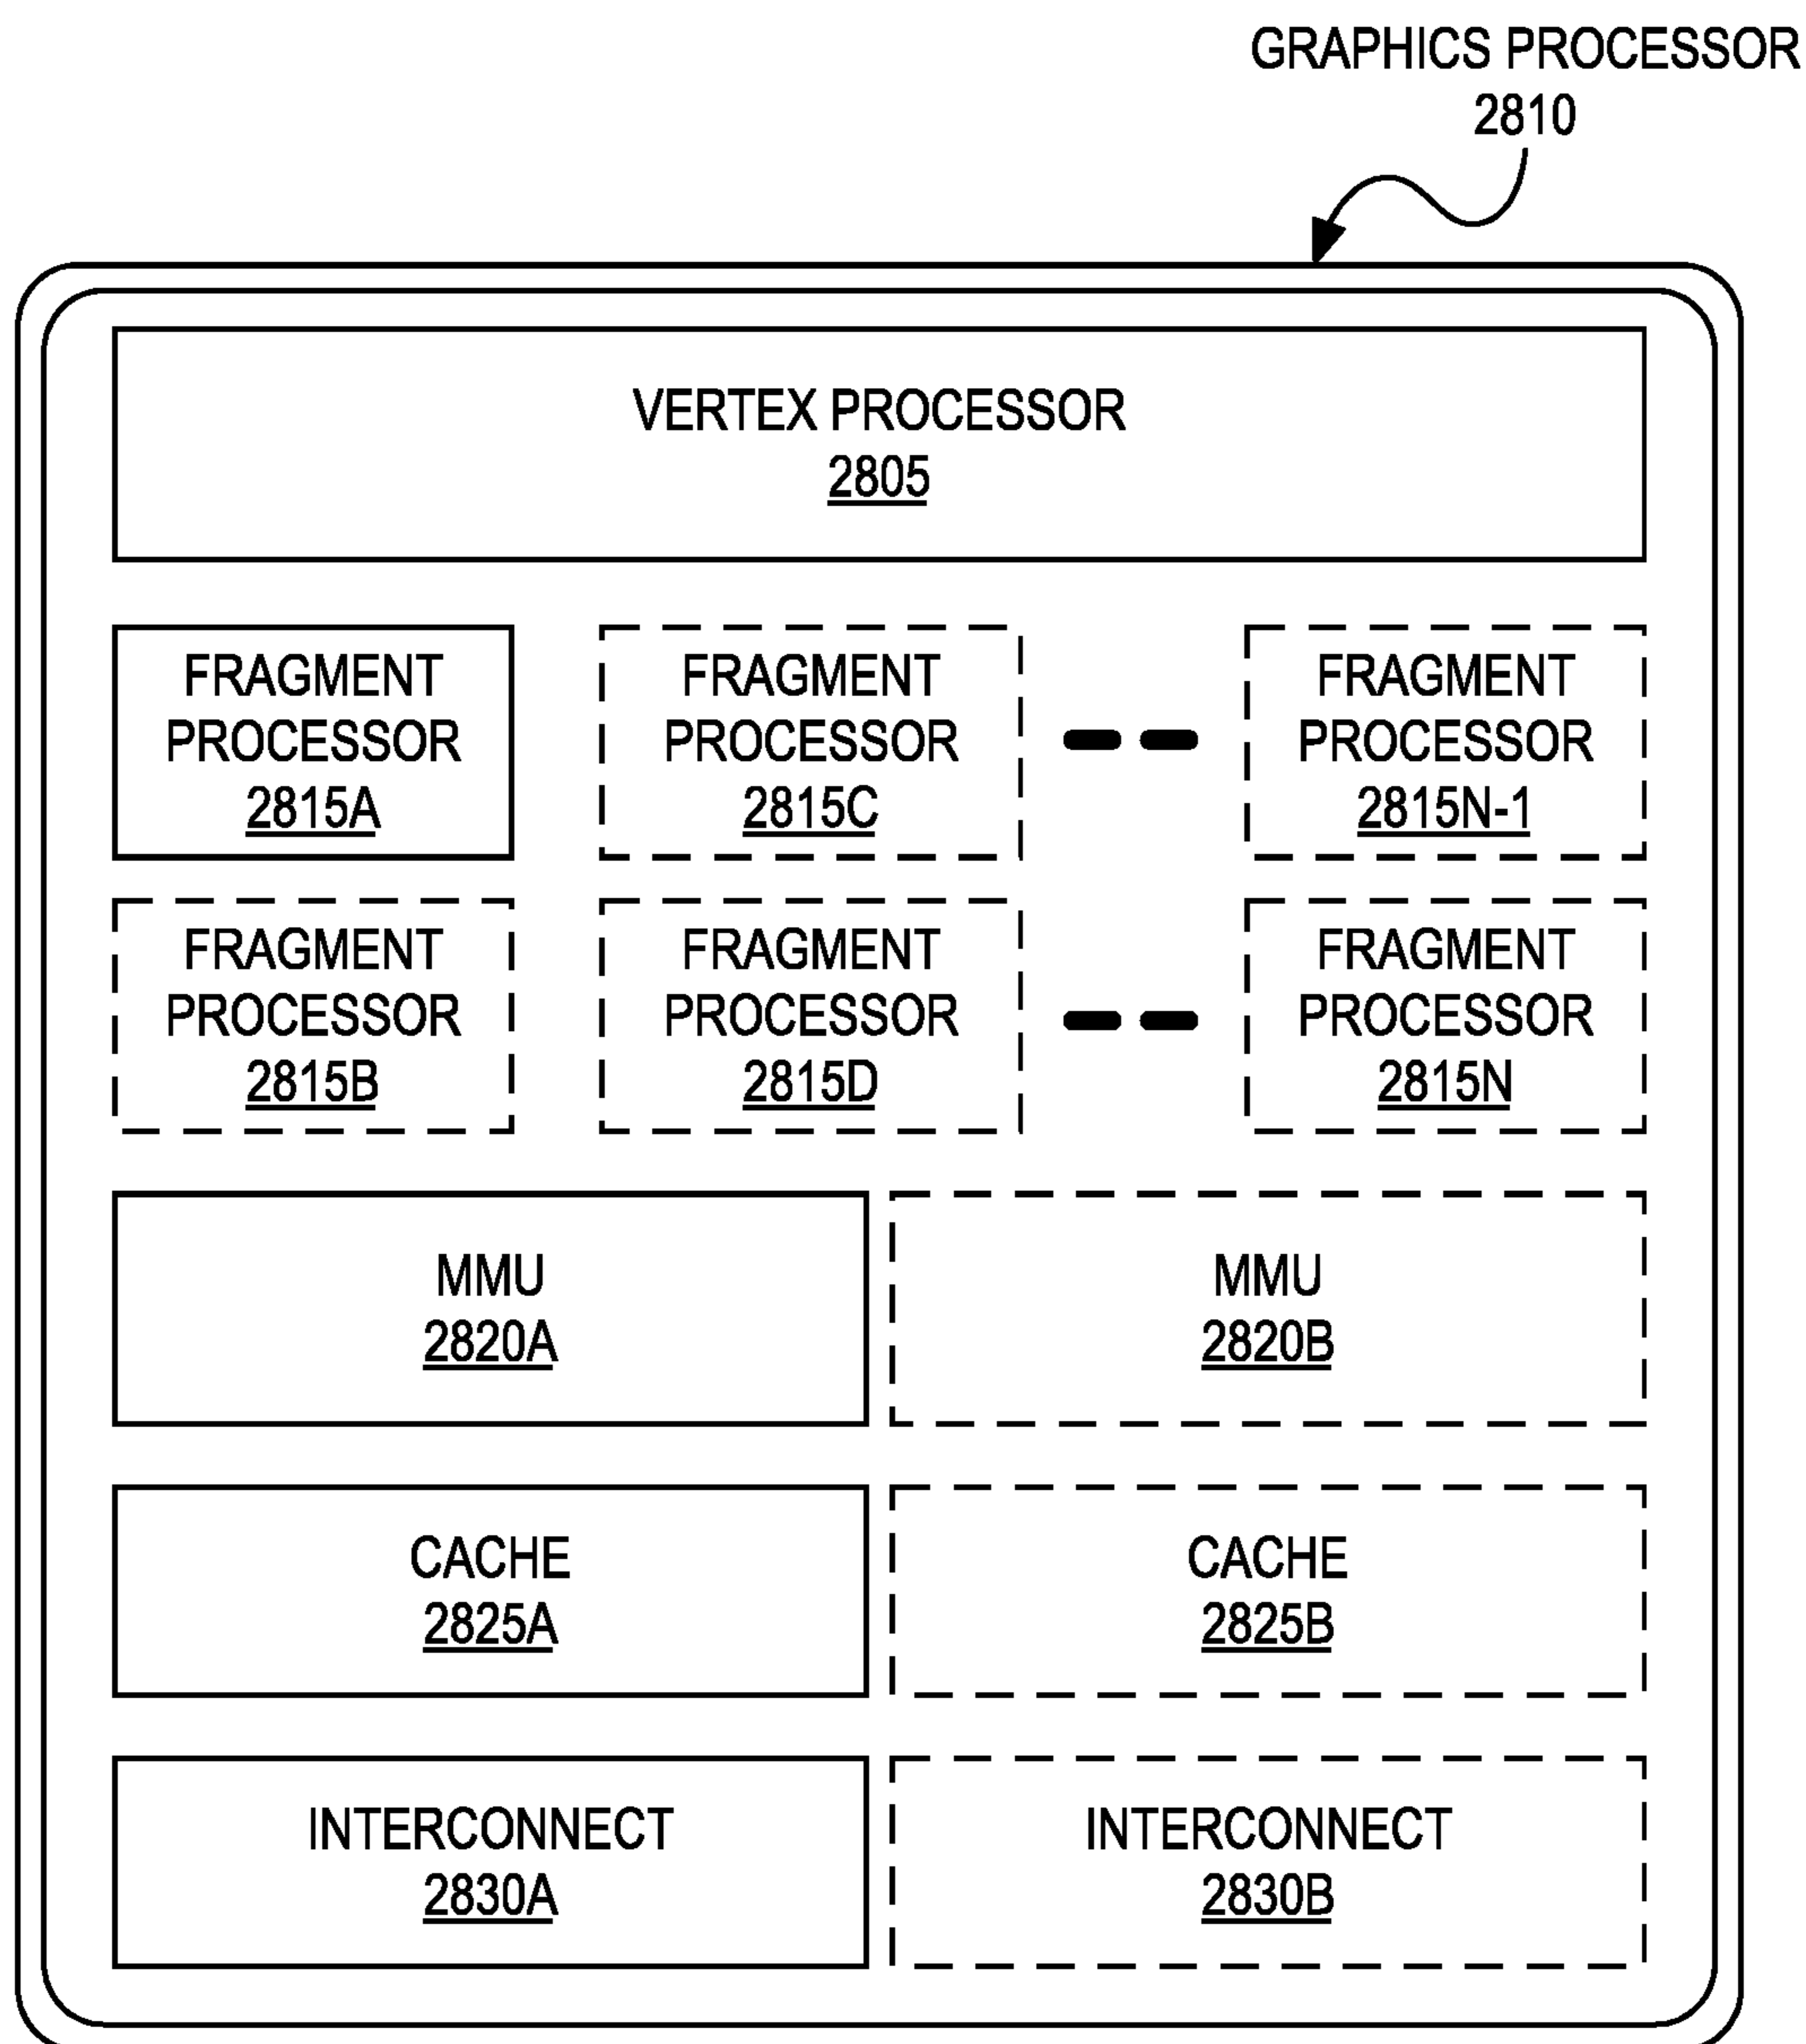 GRAPHICS PROCESSOR
2810
VERTEX PROCESSOR
2805
FRAGMENT
PROCESSOR
2815A
FRAGMENT
PROCESSOR
2815C
FRAGMENT
PROCESSOR
2815N-1
FRAGMENT
PROCESSOR
2815B
FRAGMENT
PROCESSOR
2815D
FRAGMENT
PROCESSOR
2815N
MMU
2820A
MMU
2820B
CACHE
2825A
CACHE
2825B
INTERCONNECT
2830A
INTERCONNECT
2830B